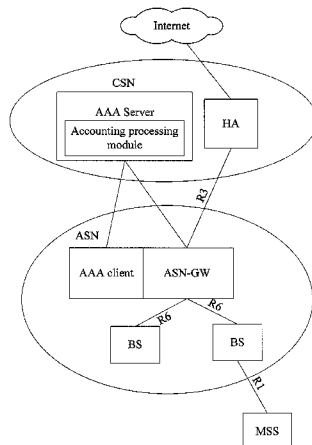 Internet
CSN
AAA Server
Accounting processing
module
HA
R3
ASN
AAA client
ASN-GW
R6
R6
BS
BS
R1
MSS